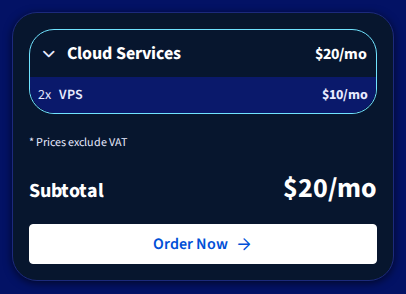 Cloud Services $20/mo
2x VPS $10/mo
* Prices exclude VAT
Subtotal $20/mo
Order Now